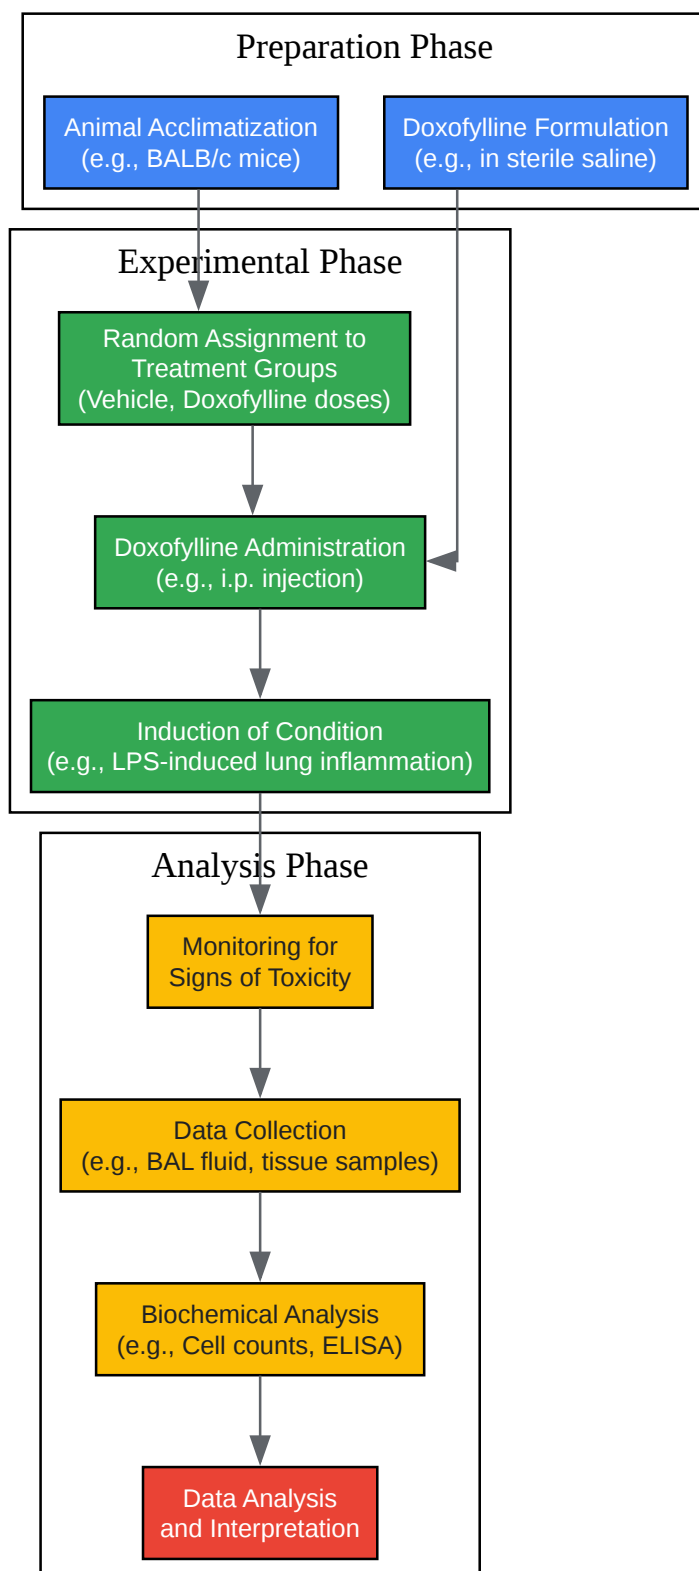 Preparation Phase
Animal Acclimatization
(e.g., BALB/c mice)
Doxofylline Formulation
(e.g., in sterile saline)
Experimental Phase
Random Assignment to
Treatment Groups
(Vehicle, Doxofylline doses)
Doxofylline Administration
(e.g., i.p. injection)
Induction of Condition
(e.g., LPS-induced lung inflammation)
Analysis Phase
Monitoring for
Signs of Toxicity
Data Collection
(e.g., BAL fluid, tissue samples)
Biochemical Analysis
(e.g., Cell counts, ELISA)
Data Analysis
and Interpretation